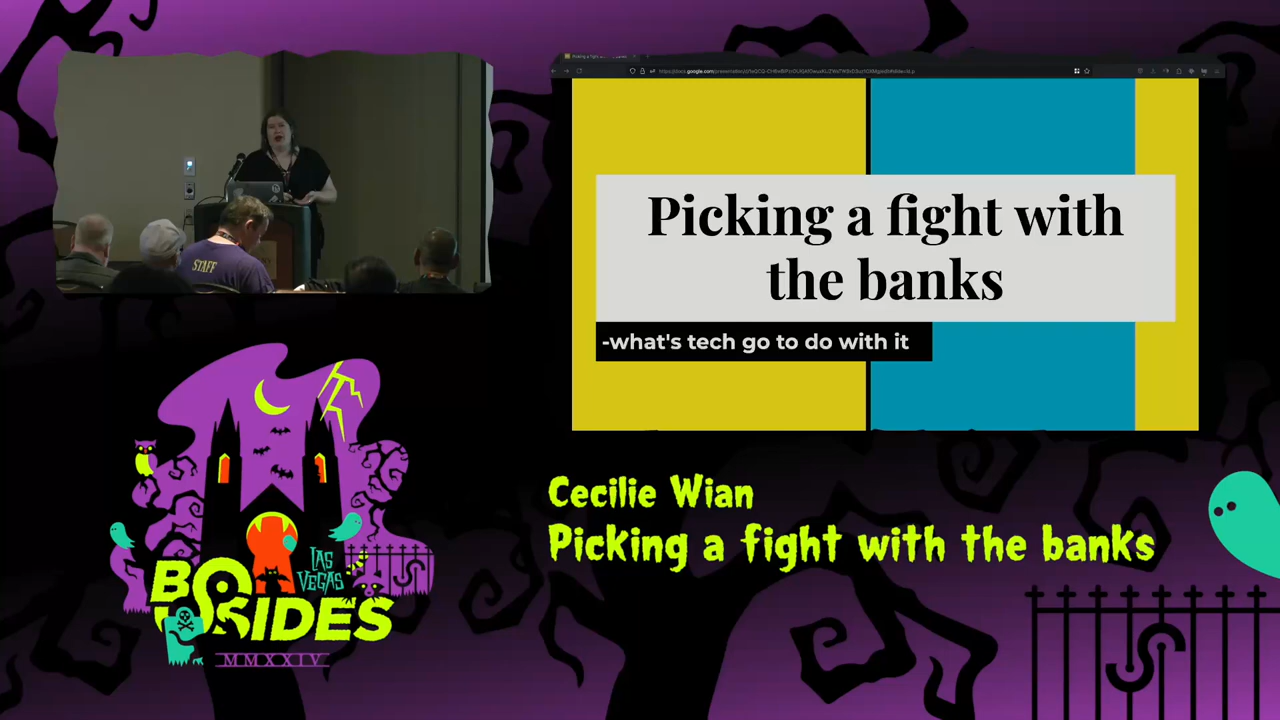 Picking a fight with
the banks
-what's tech go to do with it
STAFF
Cecilie Wian
Picking a fight with the banks
LAS
VEGAS
BSIDES
MMXXIV